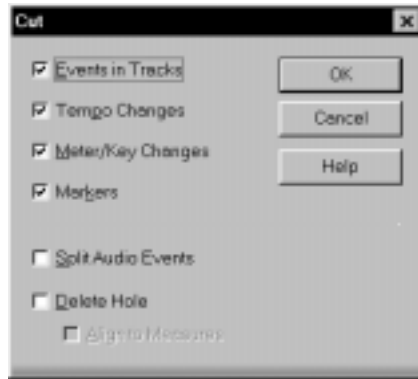 Cut
Events in Tracks
OK
Tempo Changes
Cancel
Meter/Key Changes
Help
Markers
Split Audio Events
Delete Hole
Align to Measures